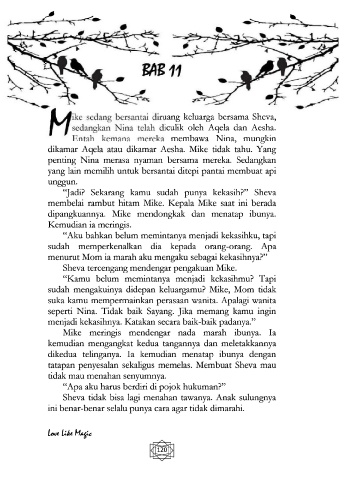 BAB 11
Mike sedang bersantai diruang keluarga bersama Sheva,
sedangkan Nina telah diculik oleh Aqela dan Aesha.
Entah kemana mereka membawa Nina, mungkin
dikamar Aqela atau dikamar Aesha. Mike tidak tahu. Yang
penting Nina merasa nyaman bersama mereka. Sedangkan
yang lain memilih untuk bersantai ditepi pantai membuat api
unggun.
“Jadi? Sekarang kamu sudah punya kekasih?” Sheva
membelai rambut hitam Mike. Kepala Mike saat ini berada
dipangkuannya. Mike mendongkak dan menatap ibunya.
Kemudian ia meringis.
“Aku bahkan belum memintanya menjadi kekasihku, tapi
sudah memperkenalkan dia kepada orang-orang. Apa
menurut Mom ia marah aku mengaku sebagai kekasihnya?”
Sheva tercengang mendengar pengakuan Mike.
“Kamu belum memintanya menjadi kekasihmu? Tapi
sudah mengakuinya didepan keluargamu? Mike, Mom tidak
suka kamu mempermainkan perasaan wanita. Apalagi wanita
seperti Nina. Tidak baik Sayang. Jika memang kamu ingin
menjadi kekasihnya. Katakan secara baik-baik padanya.”
Mike meringis mendengar nada marah ibunya. Ia
kemudian mengangkat kedua tangannya dan meletakkannya
dikedua telinganya. Ia kemudian menatap ibunya dengan
tatapan penyesalan sekaligus memelas. Membuat Sheva mau
tidak mau menahan senyumnya.
“Apa aku harus berdiri di pojok hukuman?”
Sheva tidak bisa lagi menahan tawanya. Anak sulungnya
ini benar-benar selalu punya cara agar tidak dimarahi.
Love Like Magic
120